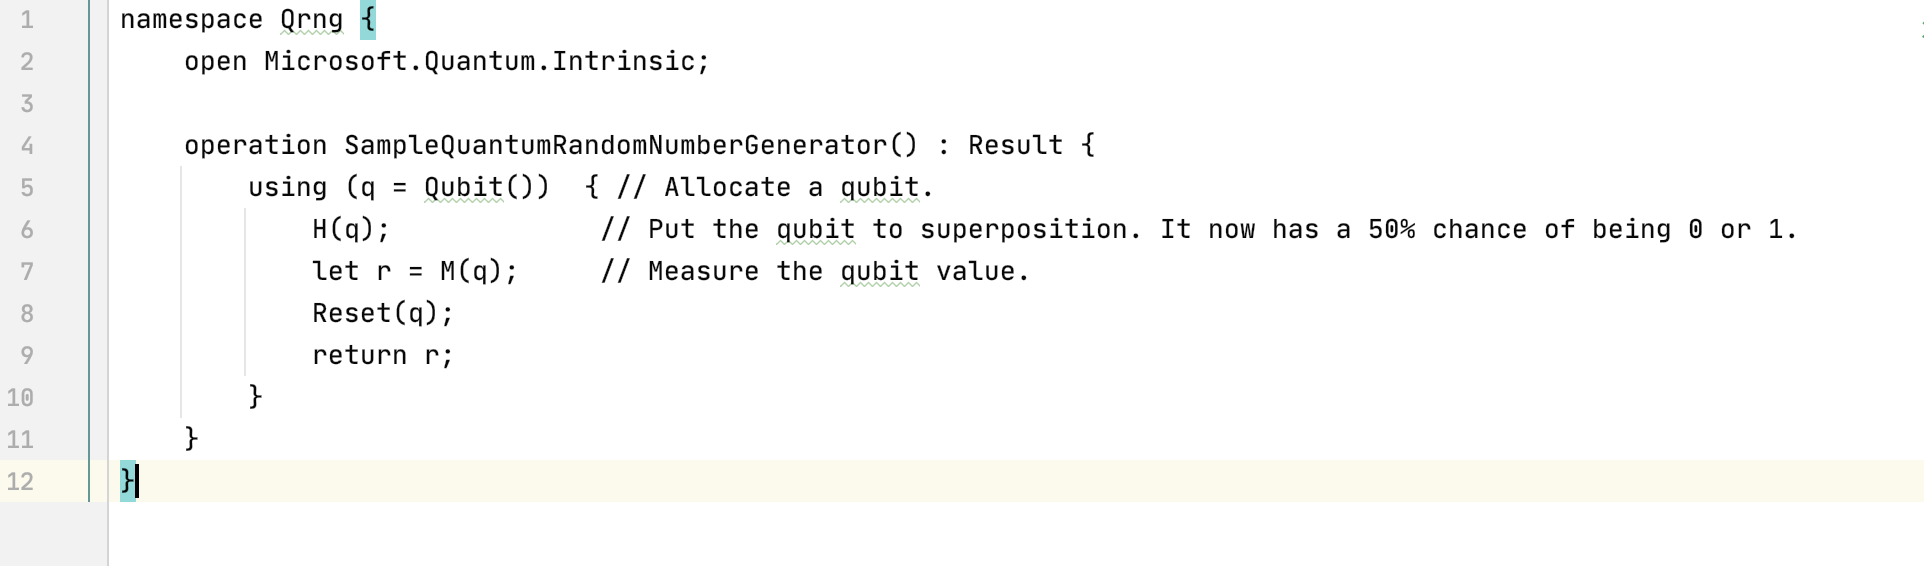 1 namespace Qrng {
2 open Microsoft.Quantum.Intrinsic;
3
4 operation SampleQuantumRandomNumberGenerator() : Result {
5 using (q = Qubit())  { // Allocate a qubit.
6 H(q);             // Put the qubit to superposition. It now has a 50% chance of being 0 or 1.
7 let r = M(q);     // Measure the qubit value.
8 Reset(q);
9 return r;
10 }
11 }
12 }